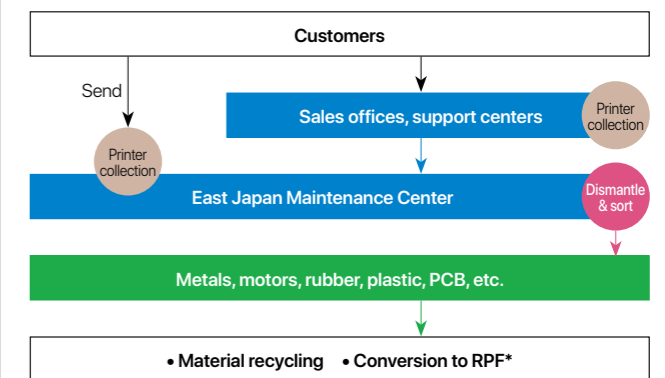 Customers
Send
Sales offices, support centers
Printer
collection
Printer
collection
East Japan Maintenance Center
Dismantle
& sort
Metals, motors, rubber, plastic, PCB, etc.
• Material recycling • Conversion to RPF*